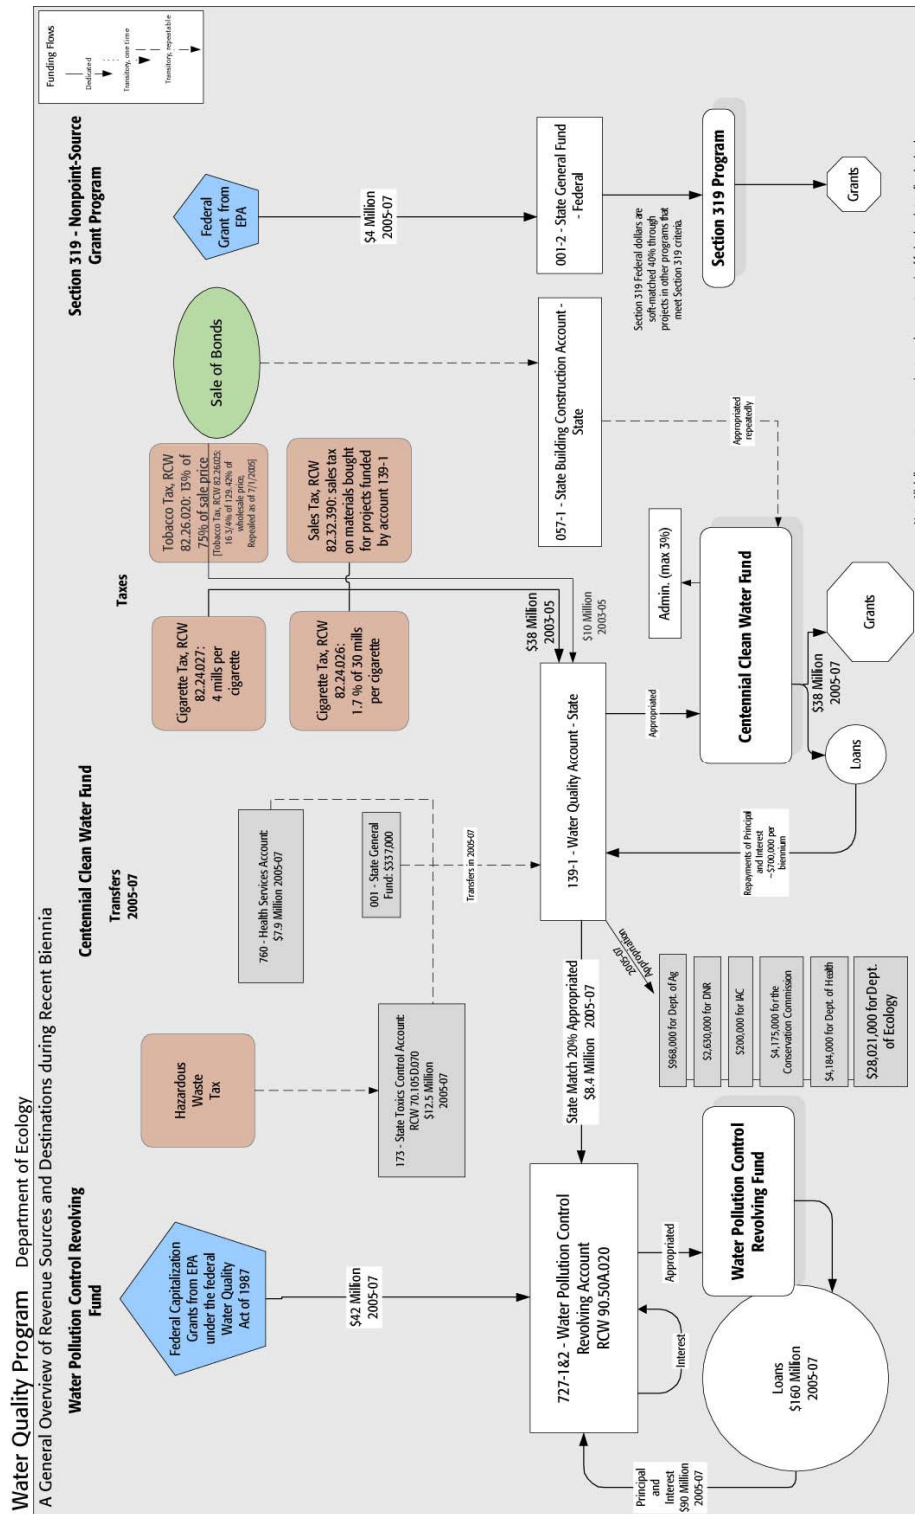 Water Quality Program Department of Ecology
A General Overview of Revenue Sources and Destinations during Recent Biennia
Water Pollution Control Revolving
Fund
Federal Capitalization
Grants from EPA
under the federal
Water Quality
Act of 1987
$42 Million
2005-07
727-1&2 - Water Pollution Control
Revolving Account
RCW 90.50A.020
Interest
Appropriated
Water Pollution Control
Revolving Fund
Loans
$160 Million
2005-07
Principal
and
Interest
$90 Million
2005-07
Hazardous
Waste
Tax
173 - State Toxics Control Account:
RCW 70.105D.070
$12.5 Million
2005-07
State Match 20% Appropriated
$8.4 Million 2005-07
Centennial Clean Water Fund
Transfers
2005-07
760 - Health Services Account:
$7.9 Million 2005-07
001 - State General
Fund: $337,000
Transfers in 2005-07
2005-07
Appropriation
$968,000 for Dept. of Ag
$2,630,000 for DNR
$200,000 for IAC
$4,175,000 for the
Conservation Commission
$4,184,000 for Dept. of Health
$28,021,000 for Dept.
of Ecology
Taxes
Cigarette Tax, RCW
82.24.027:
4 mills per
cigarette
Tobacco Tax, RCW
82.26.020: 13% of
75% of sale price
[Tobacco Tax, RCW 82.26.025:
16 3/4% of 129.42% of
wholesale price;
Repealed as of 7/1/2005]
Cigarette Tax, RCW
82.24.026:
1.7 % of 30 mills
per cigarette
Sales Tax, RCW
82.32.390: sales tax
on materials bought
for projects funded
by account 139-1
$38 Million
2003-05
$10 Million
2003-05
139-1 - Water Quality Account - State
Appropriated
Repayments of Principal
and Interest
~$700,000 per
biennium
Admin. (max 3%)
Centennial Clean Water Fund
$38 Million
2005-07
Loans
Grants
Sale of Bonds
057-1 - State Building Construction Account -
State
Appropriated
repeatedly
Section 319 - Nonpoint-Source
Grant Program
Federal
Grant from
EPA
$4 Million
2005-07
001-2 - State General Fund
- Federal
Section 319 Federal dollars are
soft-matched 40% through
projects in other programs that
meet Section 319 criteria.
Section 319 Program
Grants
Funding Flows
Dedicated
Transitory, one time
Transitory, repeatable